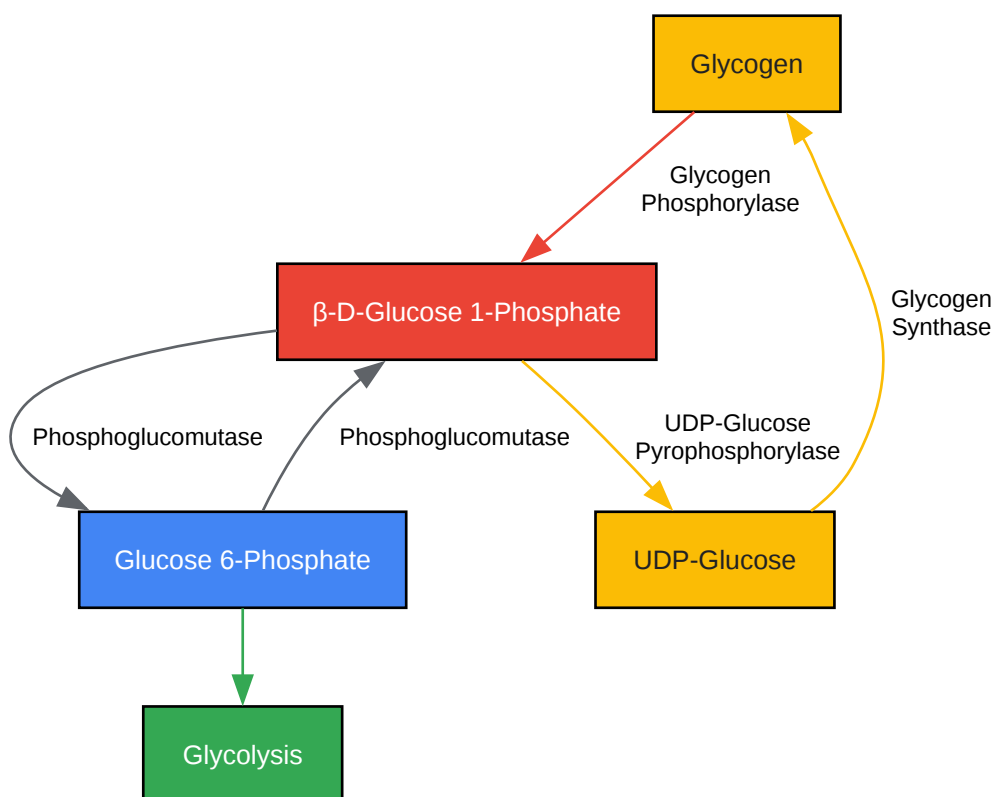 Glycogen
Glycogen
Phosphorylase
β-D-Glucose 1-Phosphate
Glycogen
Synthase
Phosphoglucomutase
Phosphoglucomutase
UDP-Glucose
Pyrophosphorylase
Glucose 6-Phosphate
UDP-Glucose
Glycolysis